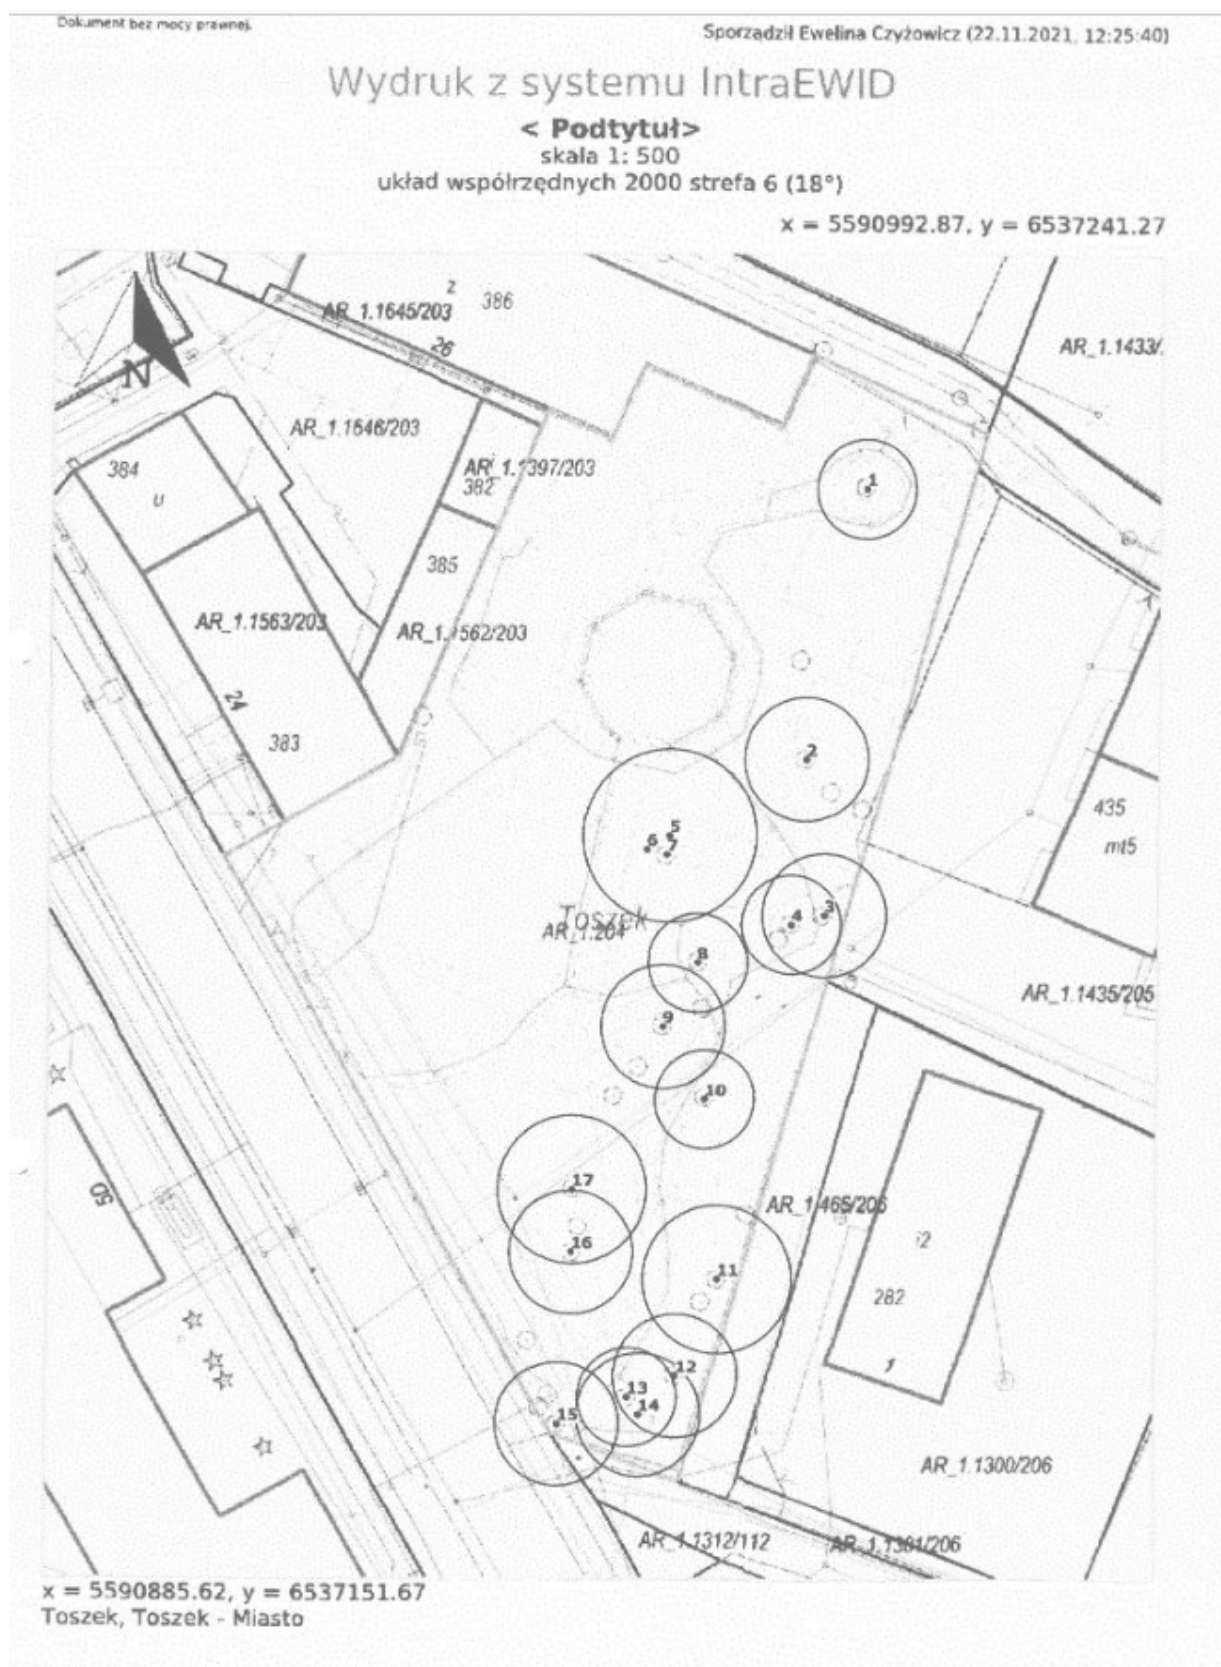 Dokument bez mocy prawnej.
Sporządził Ewelina Czyżowicz (22.11.2021, 12:25:40)
Wydruk z systemu IntraEWID
< Podtytuł>
skala 1: 500
układ współrzędnych 2000 strefa 6 (18°)
x = 5590992.87, y = 6537241.27
z
386
AR_1.1645/203
26
AR_1.1433/.
N
AR_1.1646/203
384
u
AR_1.1397/203
382
1
385
AR_1.1563/203
AR_1.1562/203
24
383
2
435
mt5
5
6
7
Toszek
AR_1.204
4
3
8
AR_1.1435/205
9
10
17
50
AR_1.465/206
16
i2
11
282
1
12
13
14
15
AR_1.1300/206
AR_1.1312/112
AR_1.1301/206
x = 5590885.62, y = 6537151.67
Toszek, Toszek - Miasto